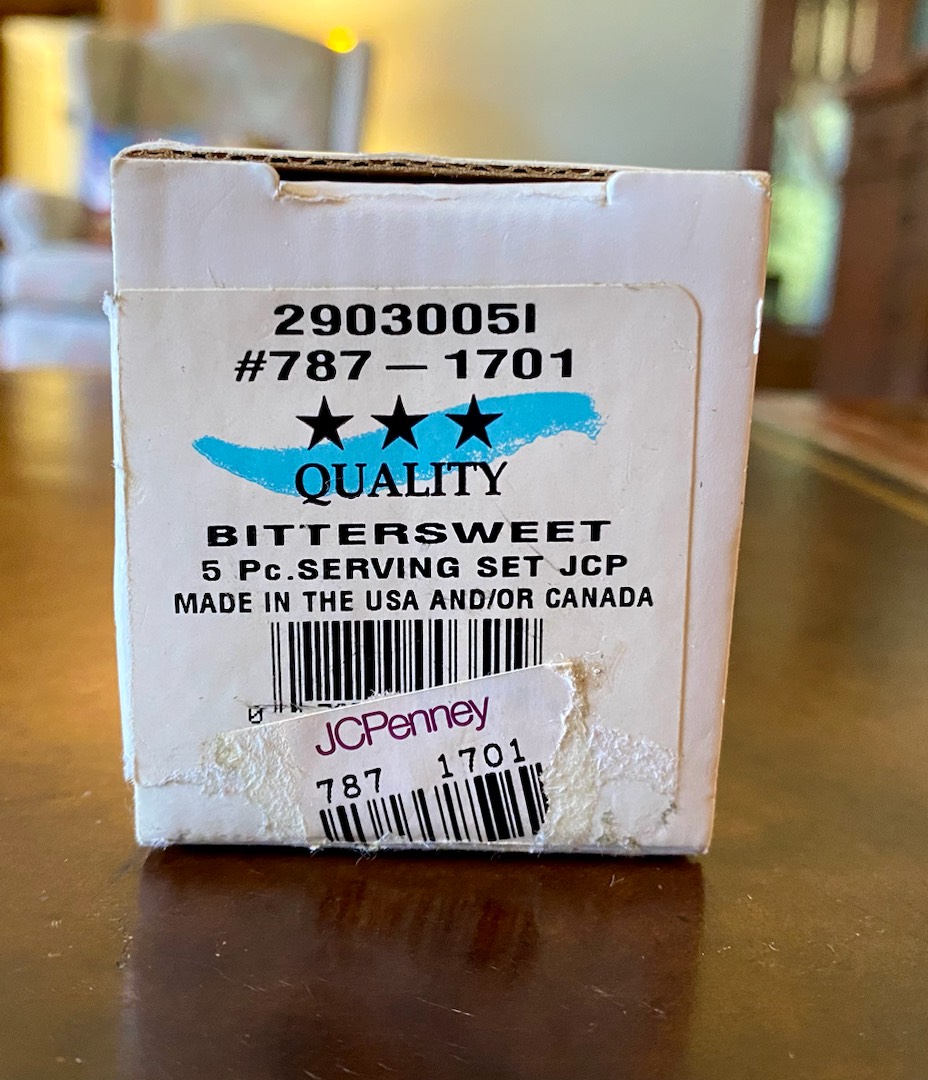 2903005I
#787 — 1701
★ ★ ★
QUALITY
BITTERSWEET
5 Pc.SERVING SET JCP
MADE IN THE USA AND/OR CANADA
0
JCPenney
787 1701